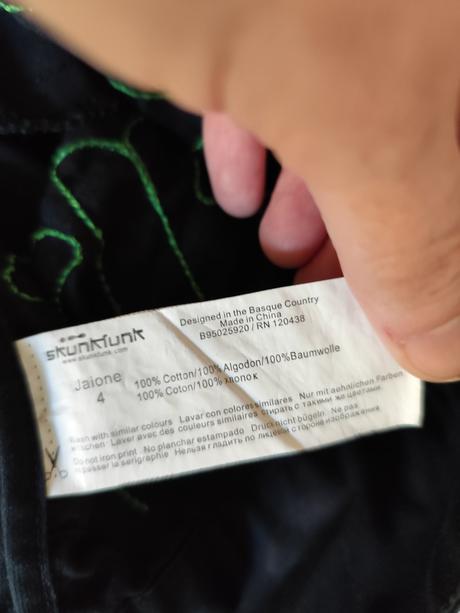 skunkfunk
www.skunkfunk.com
Designed in the Basque Country
Made in China
B95025920 / RN 120438
Jaione
4
100% Cotton/100% Algodon/100%Baumwolle
100% Coton/100% хлопок
Wash with similar colours Lavar con colores similares Nur mit aehnlichen Farben
waschen Laver avec des couleurs similaires стирать с такими же цветами.
Do not iron print No planchar estampado Druck nicht bügeln. Ne pas
repasser la serigraphie Нельзя гладить по лицевой стороне изображения